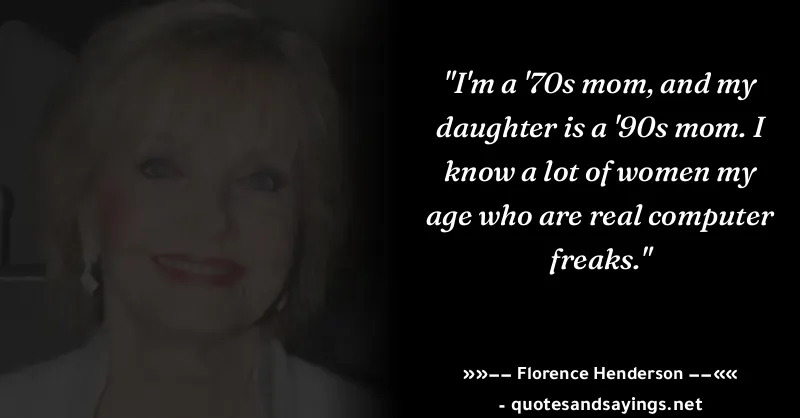 "I'm a '70s mom, and my
daughter is a '90s mom. I
know a lot of women my
age who are real computer
freaks."
»»–– Florence Henderson ––««
- quotesandsayings.net